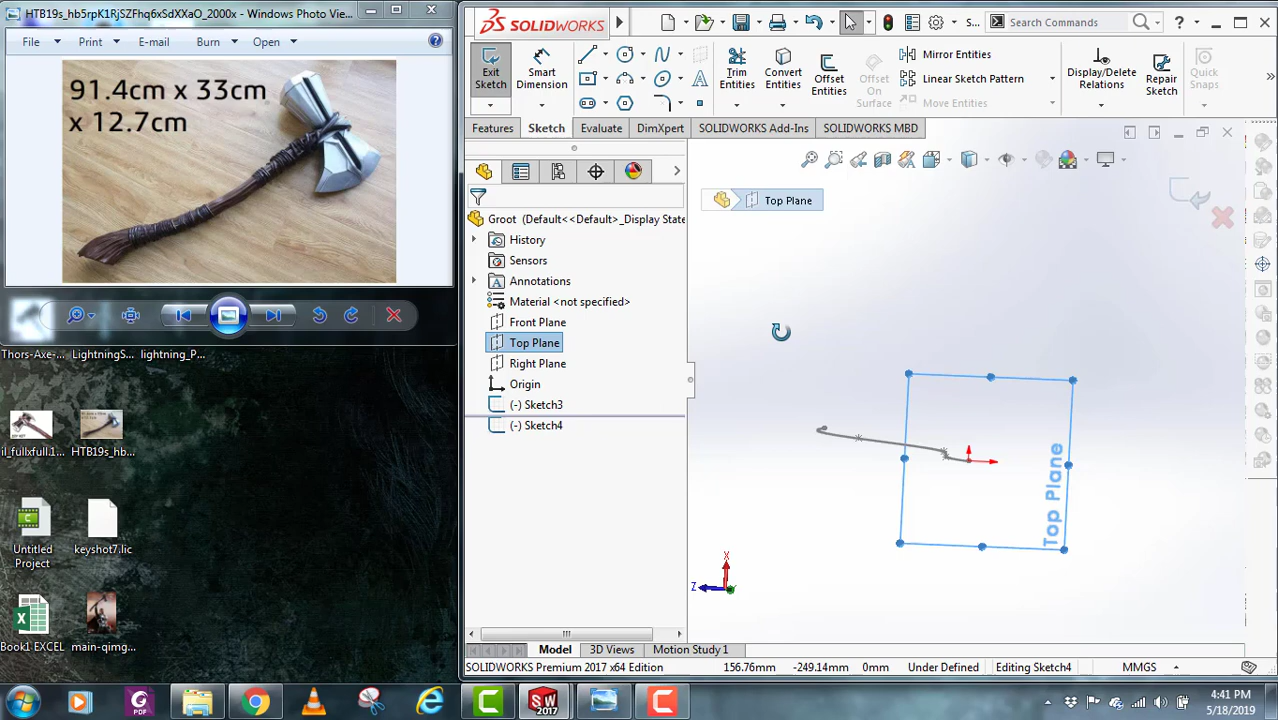 HTB19s_hb5rpK1RjSZFhq6xSdXXaO_2000x - Windows Photo View...
File Print E-mail Burn Open
91.4cm x 33cm
x 12.7cm
SOLIDWORKS
S...
Search Commands
Exit Sketch
Smart Dimension
Trim Entities
Convert Entities
Offset Entities
Offset On Surface
Mirror Entities
Linear Sketch Pattern
Move Entities
Display/Delete Relations
Repair Sketch
Quick Snaps
Features Sketch Evaluate DimXpert SOLIDWORKS Add-Ins SOLIDWORKS MBD
Groot (Default<<Default>_Display State
History
Sensors
Annotations
Material <not specified>
Front Plane
Top Plane
Right Plane
Origin
(-) Sketch3
(-) Sketch4
Top Plane
Top Plane
X
Z
Thors-Axe-... LightningS... lightning_P...
il_fullxfull.1... HTB19s_hb...
Untitled Project
keyshot7.lic
Book1 EXCEL
main-qimg...
Model 3D Views Motion Study 1
SOLIDWORKS Premium 2017 x64 Edition 156.76mm -249.14mm 0mm Under Defined Editing Sketch4 MMGS
PDF
SW
2017
4:41 PM
5/18/2019